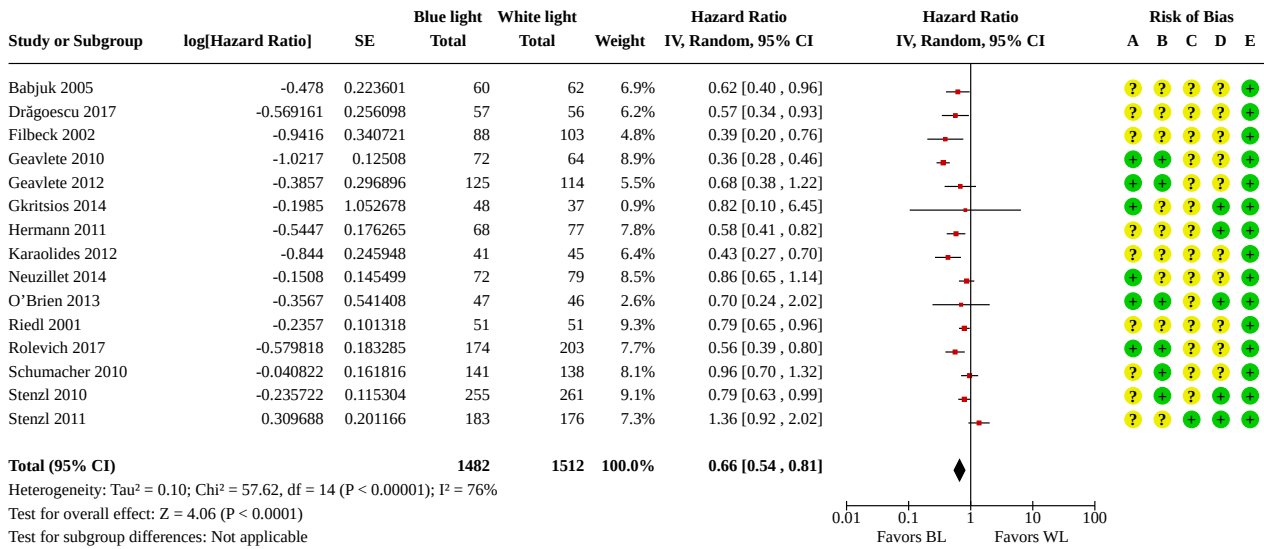 Blue light White light Hazard Ratio Hazard Ratio Risk of Bias
Study or Subgroup log[Hazard Ratio] SE Total Total Weight IV, Random, 95% CI IV, Random, 95% CI A B C D E
Babjuk 2005 -0.478 0.223601 60 62 6.9% 0.62 [0.40 , 0.96] ? ? ? ? +
Drăgoescu 2017 -0.569161 0.256098 57 56 6.2% 0.57 [0.34 , 0.93] ? ? ? ? +
Filbeck 2002 -0.9416 0.340721 88 103 4.8% 0.39 [0.20 , 0.76] ? ? ? ? +
Geavlete 2010 -1.0217 0.12508 72 64 8.9% 0.36 [0.28 , 0.46] + + ? ? +
Geavlete 2012 -0.3857 0.296896 125 114 5.5% 0.68 [0.38 , 1.22] + + ? ? +
Gkritsios 2014 -0.1985 1.052678 48 37 0.9% 0.82 [0.10 , 6.45] + ? ? + +
Hermann 2011 -0.5447 0.176265 68 77 7.8% 0.58 [0.41 , 0.82] ? ? ? + +
Karaolides 2012 -0.844 0.245948 41 45 6.4% 0.43 [0.27 , 0.70] ? ? ? ? +
Neuzillet 2014 -0.1508 0.145499 72 79 8.5% 0.86 [0.65 , 1.14] + ? ? ? +
O’Brien 2013 -0.3567 0.541408 47 46 2.6% 0.70 [0.24 , 2.02] + + ? + +
Riedl 2001 -0.2357 0.101318 51 51 9.3% 0.79 [0.65 , 0.96] ? ? ? ? +
Rolevich 2017 -0.579818 0.183285 174 203 7.7% 0.56 [0.39 , 0.80] + + ? ? +
Schumacher 2010 -0.040822 0.161816 141 138 8.1% 0.96 [0.70 , 1.32] ? + ? ? +
Stenzl 2010 -0.235722 0.115304 255 261 9.1% 0.79 [0.63 , 0.99] ? + ? + +
Stenzl 2011 0.309688 0.201166 183 176 7.3% 1.36 [0.92 , 2.02] ? ? + + +
Total (95% CI) 1482 1512 100.0% 0.66 [0.54 , 0.81]
Heterogeneity: Tau² = 0.10; Chi² = 57.62, df = 14 (P < 0.00001); I² = 76%
Test for overall effect: Z = 4.06 (P < 0.0001)
Test for subgroup differences: Not applicable
0.01 0.1 1 10 100
Favors BL Favors WL